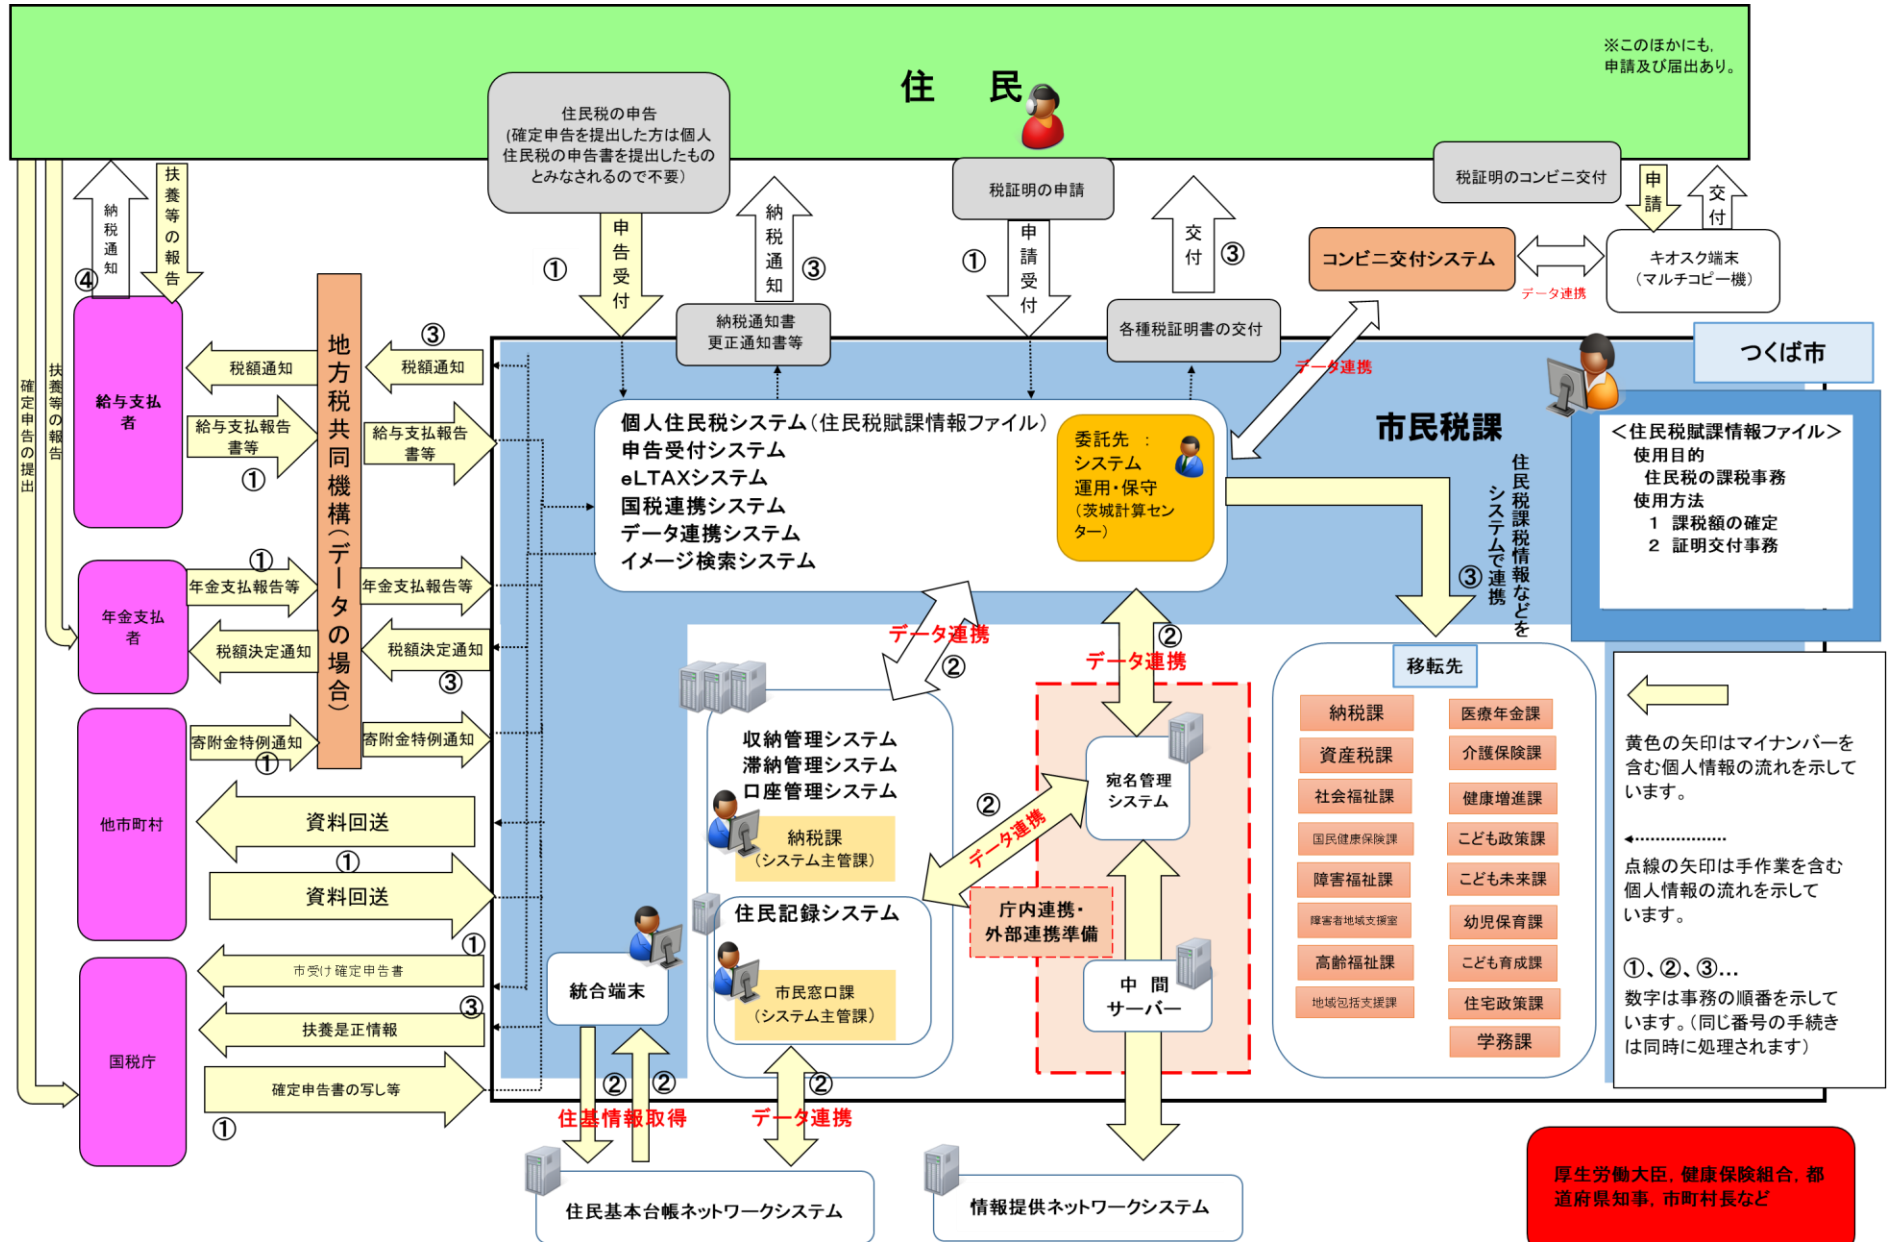 ※このほかにも，
申請及び届出あり。
住　民
住民税の申告
(確定申告を提出した方は個人
住民税の申告書を提出したもの
とみなされるので不要)
税証明の申請
税証明のコンビニ交付
納税通知
④
扶養等の報告
①
申告受付
納税通知
③
①
申請受付
交付
③
申請
交付
コンビニ交付システム
データ連携
キオスク端末
(マルチコピー機)
納税通知書
更正通知書等
各種税証明書の交付
データ連携
つくば市
市民税課
確定申告の提出
扶養等の報告
給与支払
者
税額通知
給与支払報告
書等
①
地方税共同機構(データの場合)
③
税額通知
給与支払報告
書等
個人住民税システム(住民税賦課情報ファイル)
申告受付システム
eLTAXシステム
国税連携システム
データ連携システム
イメージ検索システム
委託先　：
システム
運用・保守
(茨城計算セン
ター)
住民税課税情報などを
システムで連携
③
＜住民税賦課情報ファイル＞
使用目的
住民税の課税事務
使用方法
１　課税額の確定
２　証明交付事務
年金支払
者
①
年金支払報告等
税額決定通知
年金支払報告等
税額決定通知
③
データ連携
②
②
データ連携
他市町村
寄附金特例通知
①
寄附金特例通知
資料回送
①
資料回送
収納管理システム
滞納管理システム
口座管理システム
納税課
(システム主管課)
住民記録システム
市民窓口課
(システム主管課)
②
データ連携
宛名管理
システム
庁内連携・
外部連携準備
中　間
サーバー
移転先
納税課
資産税課
社会福祉課
国民健康保険課
障害福祉課
障害者地域支援室
高齢福祉課
地域包括支援課
医療年金課
介護保険課
健康増進課
こども政策課
こども未来課
幼児保育課
こども育成課
住宅政策課
学務課
黄色の矢印はマイナンバーを
含む個人情報の流れを示して
います。
点線の矢印は手作業を含む
個人情報の流れを示して
います。
①、②、③…
数字は事務の順番を示して
います。(同じ番号の手続き
は同時に処理されます)
国税庁
①
市受け確定申告書
③
扶養是正情報
確定申告書の写し等
①
統合端末
②
②
住基情報取得
②
データ連携
住民基本台帳ネットワークシステム
情報提供ネットワークシステム
厚生労働大臣，健康保険組合，都
道府県知事，市町村長など